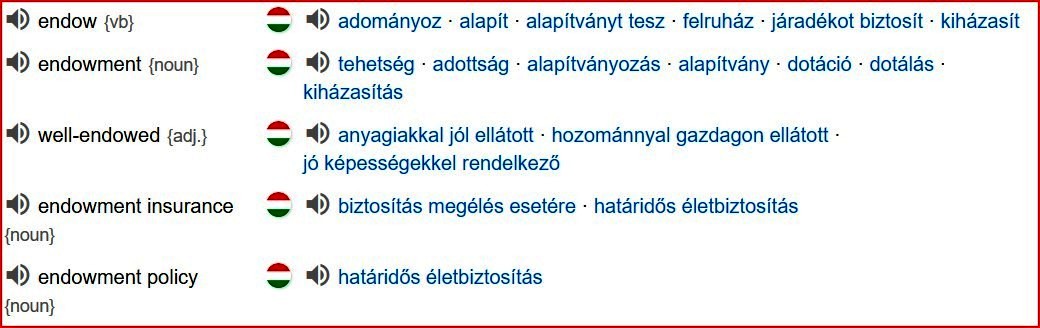 endow {vb} adományoz · alapít · alapítványt tesz · felruház · járadékot biztosít · kiházasít
endowment {noun} tehetség · adottság · alapítványozás · alapítvány · dotáció · dotálás ·
kiházasítás
well-endowed {adj.} anyagiakkal jól ellátott · hozománnyal gazdagon ellátott ·
jó képességekkel rendelkező
endowment insurance biztosítás megélés esetére · határidős életbiztosítás
{noun}
endowment policy határidős életbiztosítás
{noun}